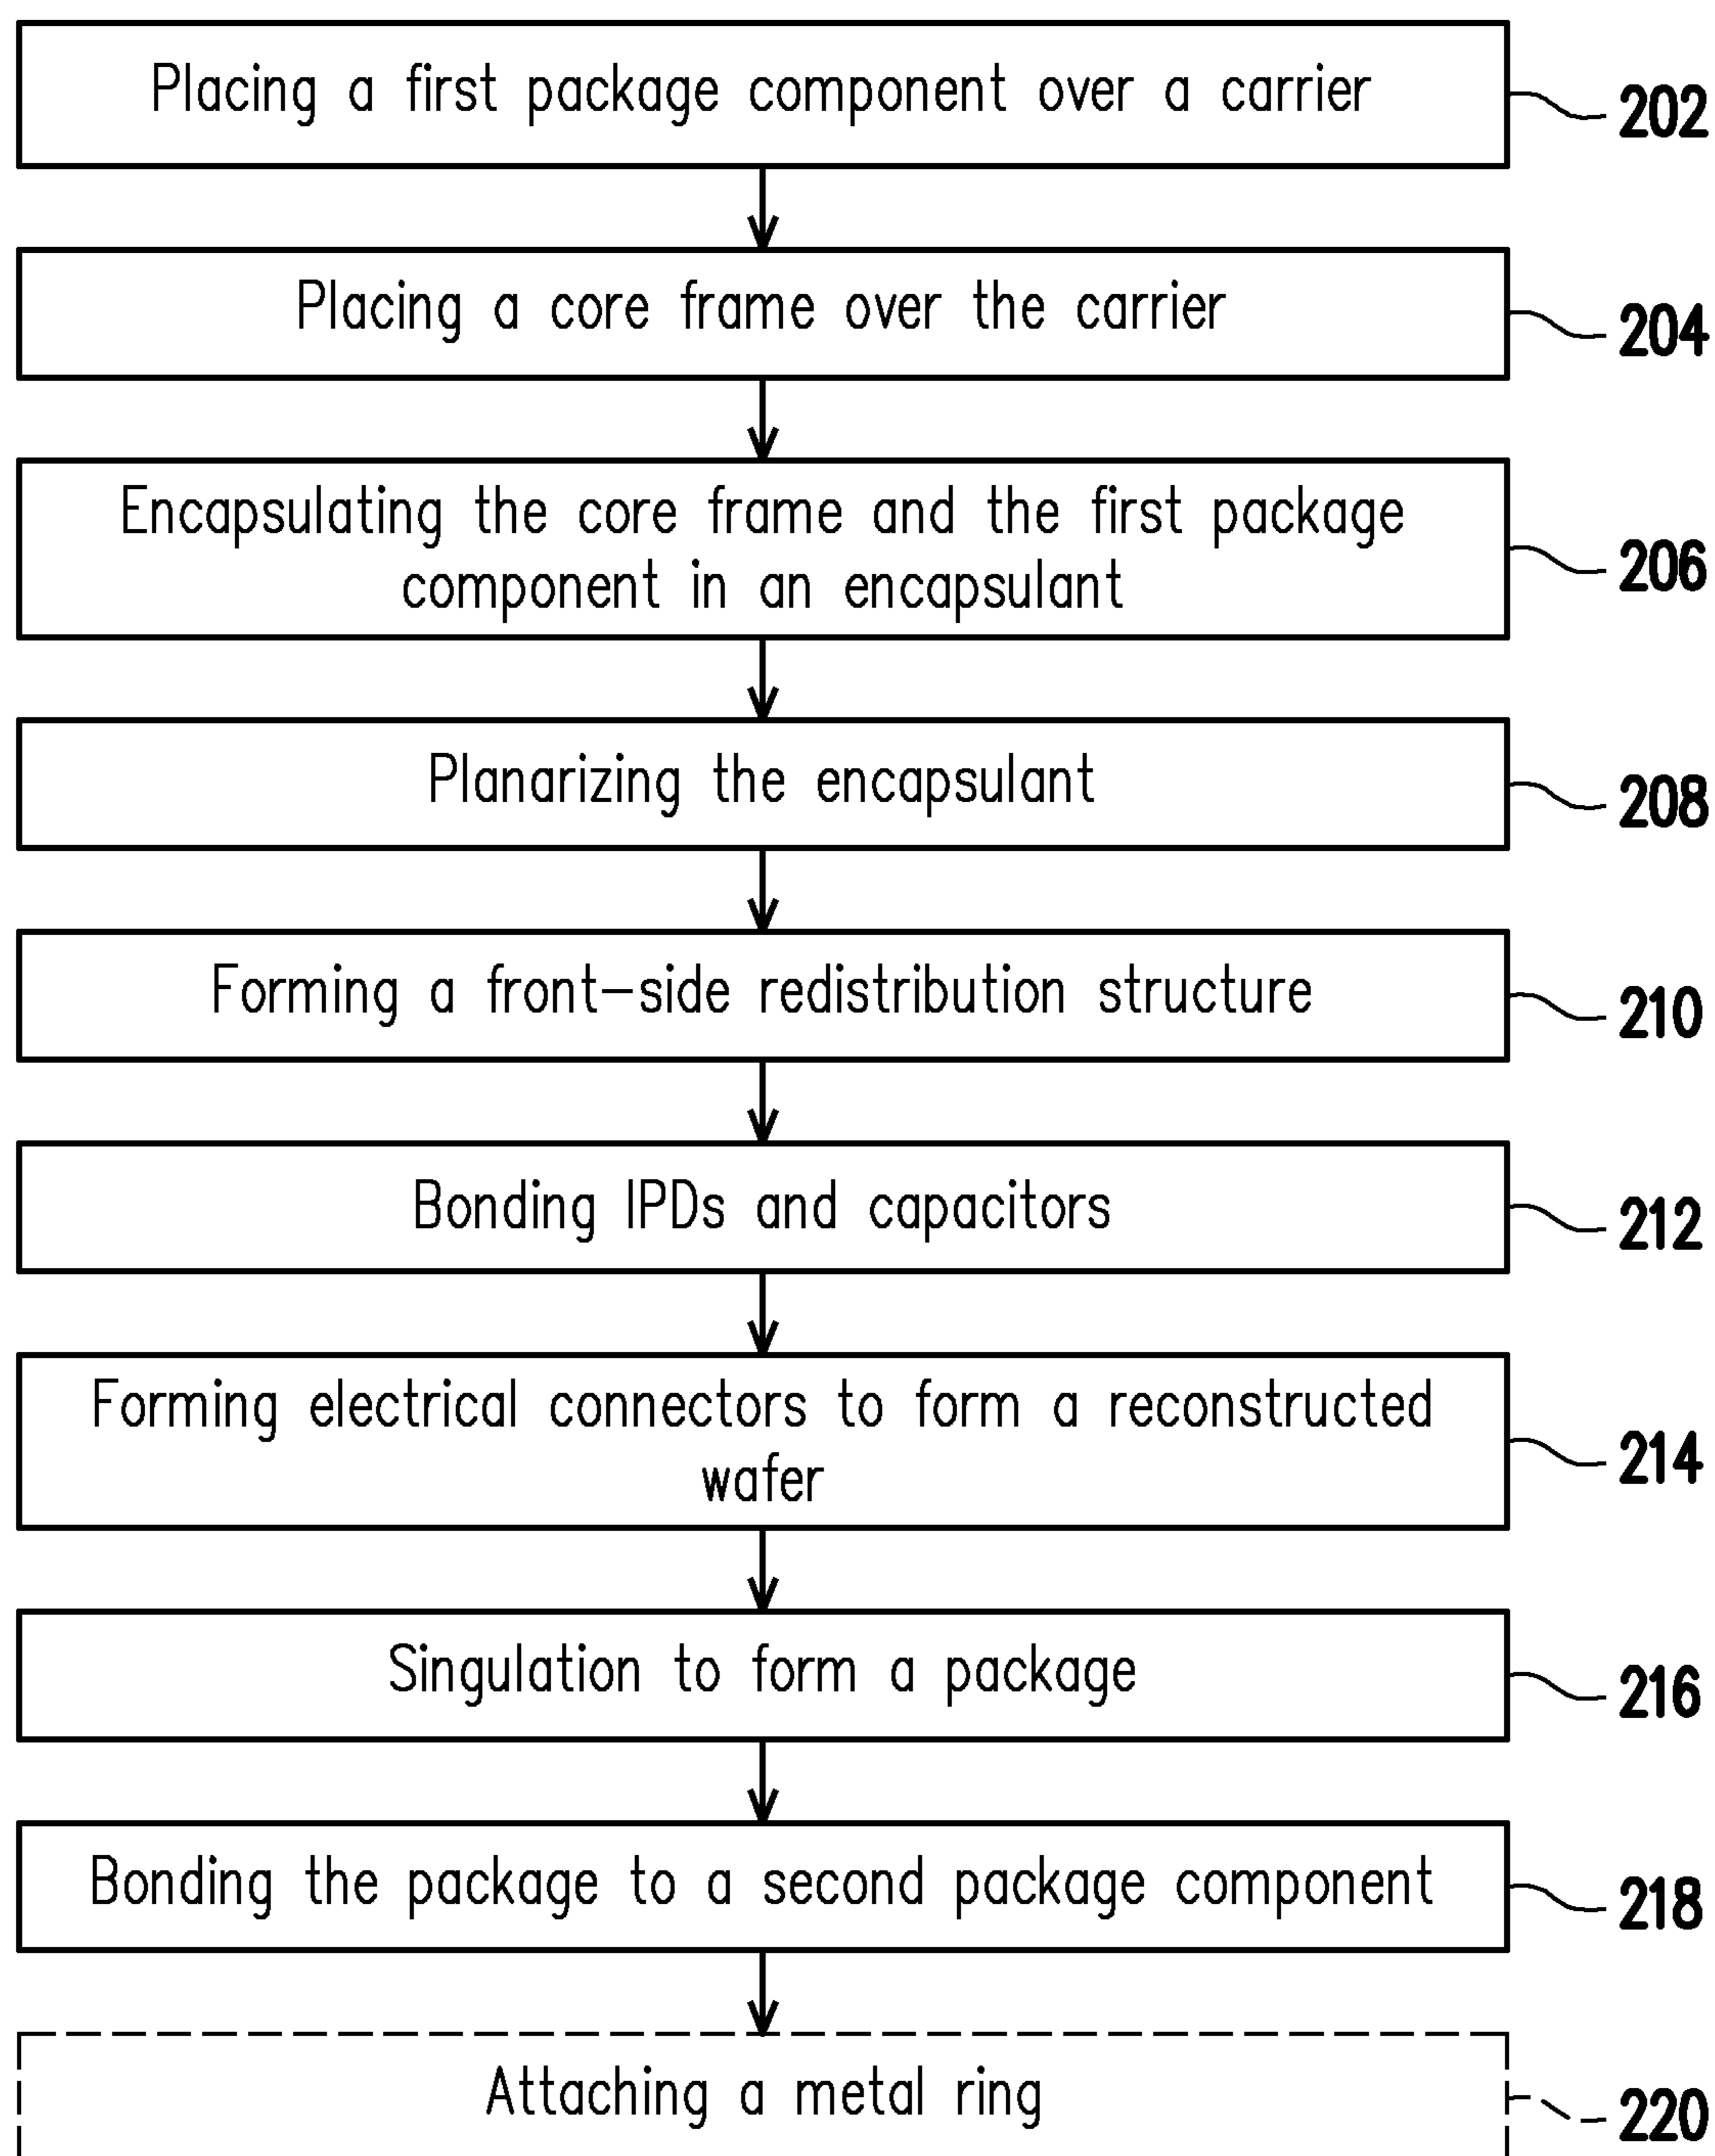 Placing a first package component over a carrier
202
Placing a core frame over the carrier
204
Encapsulating the core frame and the first package
component in an encapsulant
206
Planarizing the encapsulant
208
Forming a front-side redistribution structure
210
Bonding IPDs and capacitors
212
Forming electrical connectors to form a reconstructed
wafer
214
Singulation to form a package
216
Bonding the package to a second package component
218
Attaching a metal ring
220